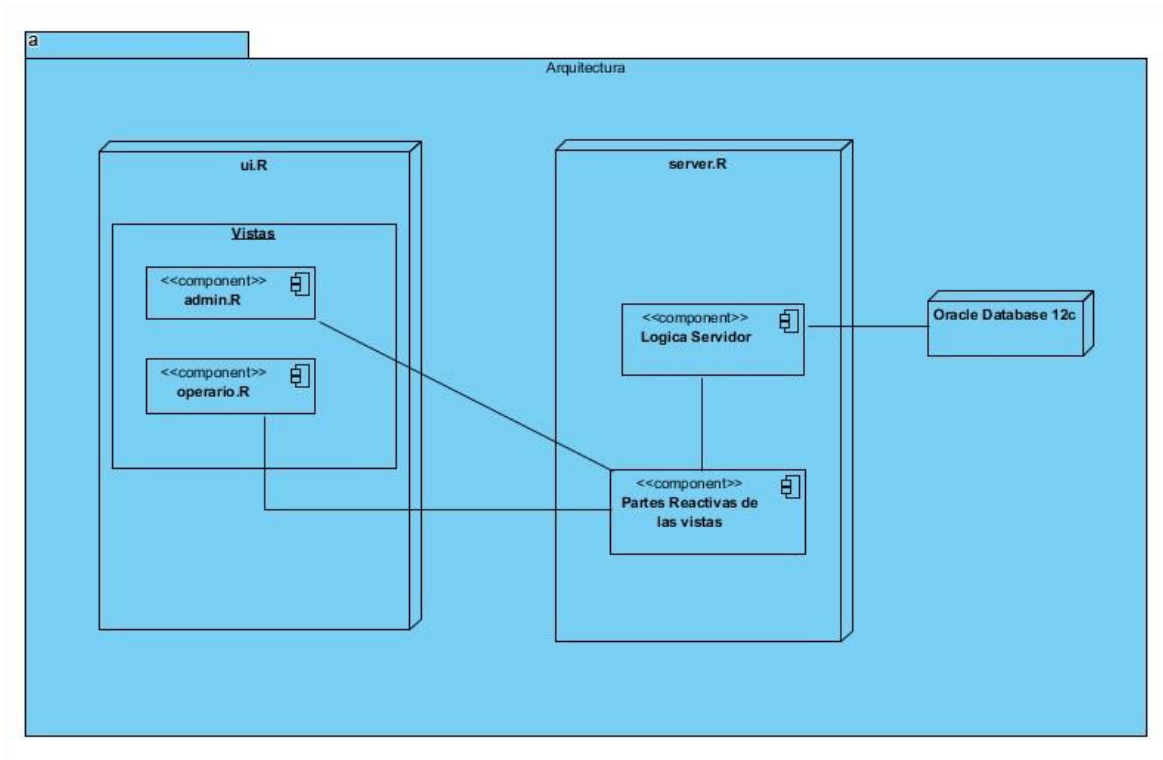 a
Arquitectura
ui.R
Vistas
<<component>>
admin.R
<<component>>
operario.R
server.R
<<component>>
Logica Servidor
<<component>>
Partes Reactivas de
las vistas
Oracle Database 12c